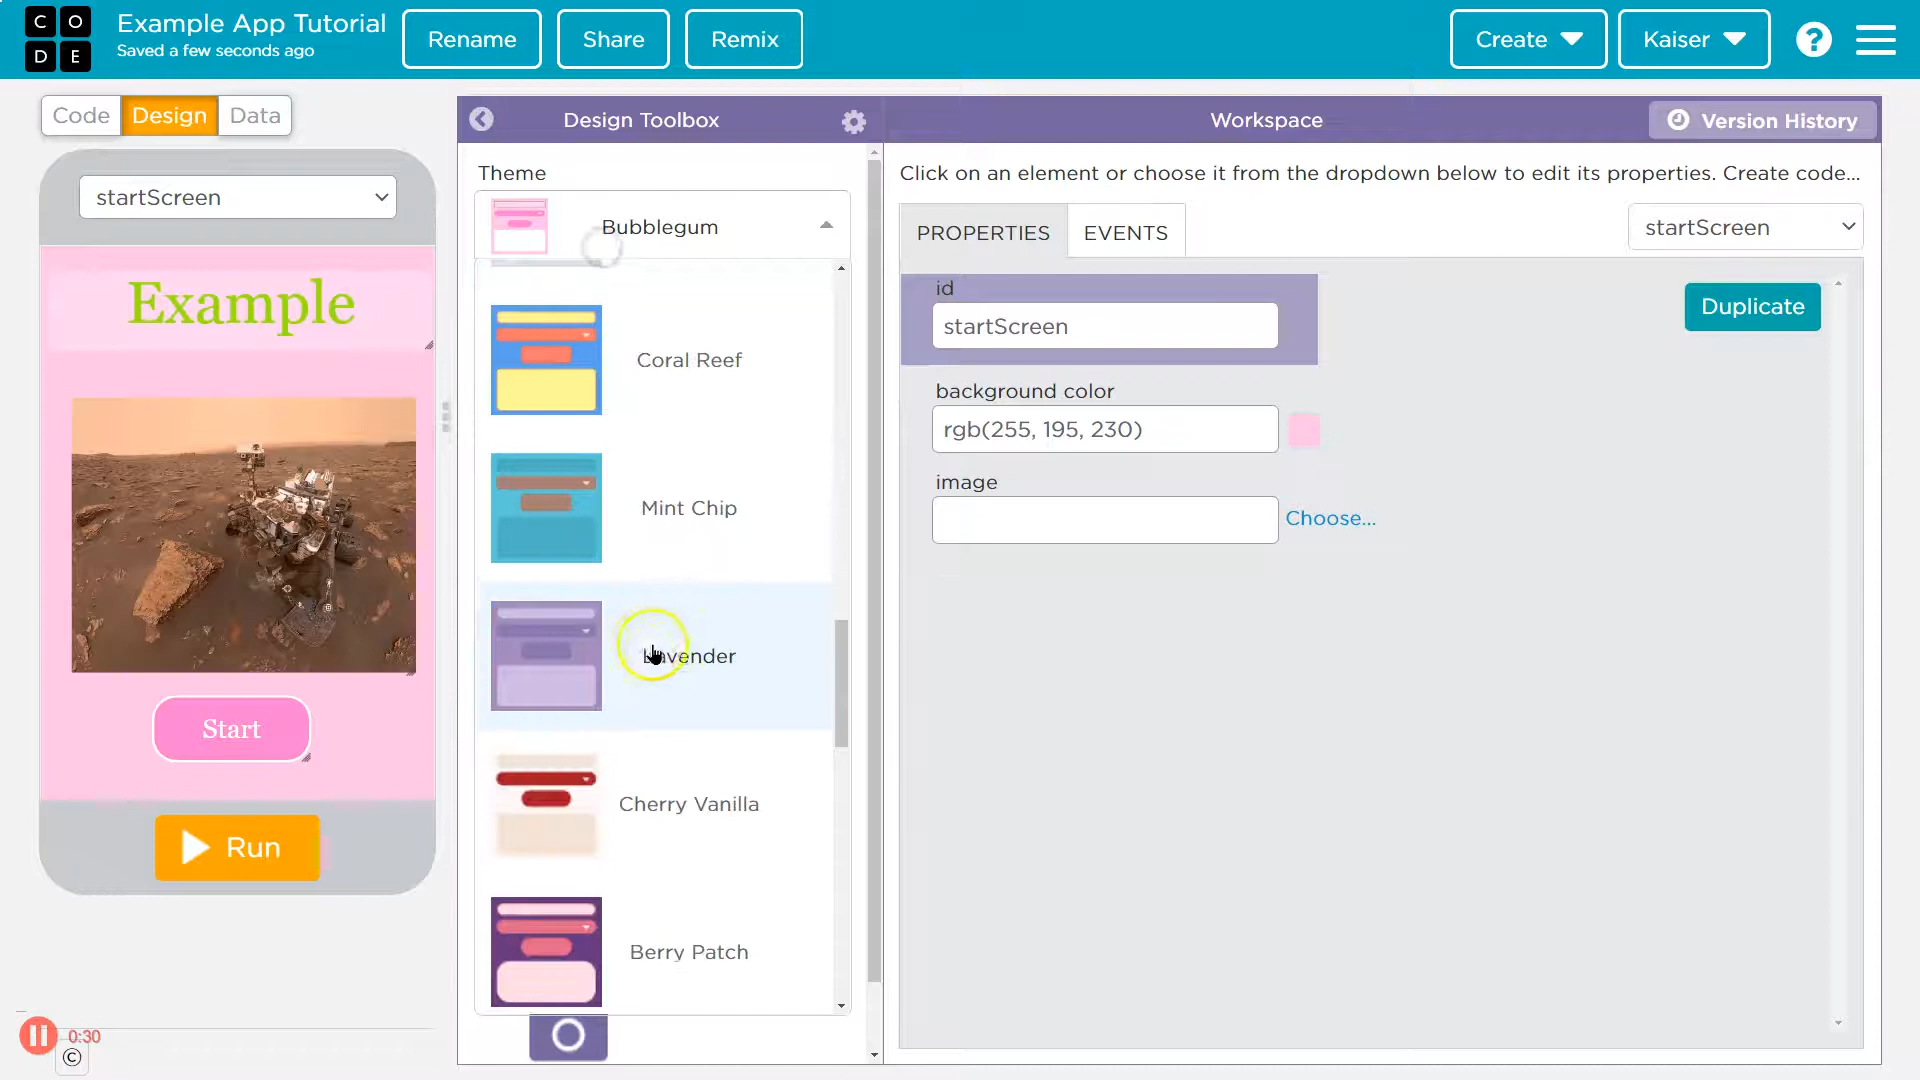 C O
D E
Example App Tutorial
Saved a few seconds ago
Rename
Share
Remix
Create
Kaiser
?
Code
Design
Data
Design Toolbox
Workspace
Version History
startScreen
Theme
Bubblegum
Click on an element or choose it from the dropdown below to edit its properties. Create code...
PROPERTIES
EVENTS
startScreen
Example
Start
Run
Coral Reef
Mint Chip
Lavender
Cherry Vanilla
Berry Patch
id
startScreen
Duplicate
background color
rgb(255, 195, 230)
image
Choose...
0:30
©